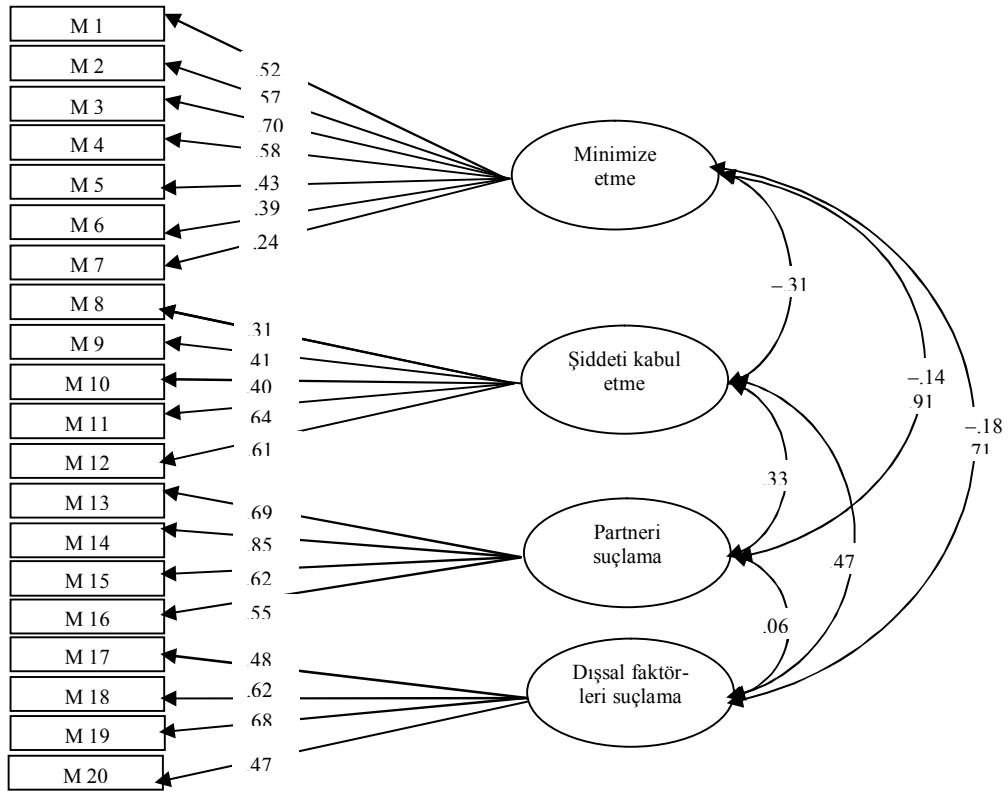 M 1
M 2
M 3
M 4
M 5
M 6
M 7
M 8
M 9
M 10
M 11
M 12
M 13
M 14
M 15
M 16
M 17
M 18
M 19
M 20
.52
.57
.70
.58
.43
.39
.24
.31
.41
.40
.64
.61
.69
.85
.62
.55
.48
.62
.68
.47
Minimize
etme
Şiddeti kabul
etme
Partneri
suçlama
Dışsal faktör-
leri suçlama
–.31
–.14
.91
–.18
.71
.33
.47
.06